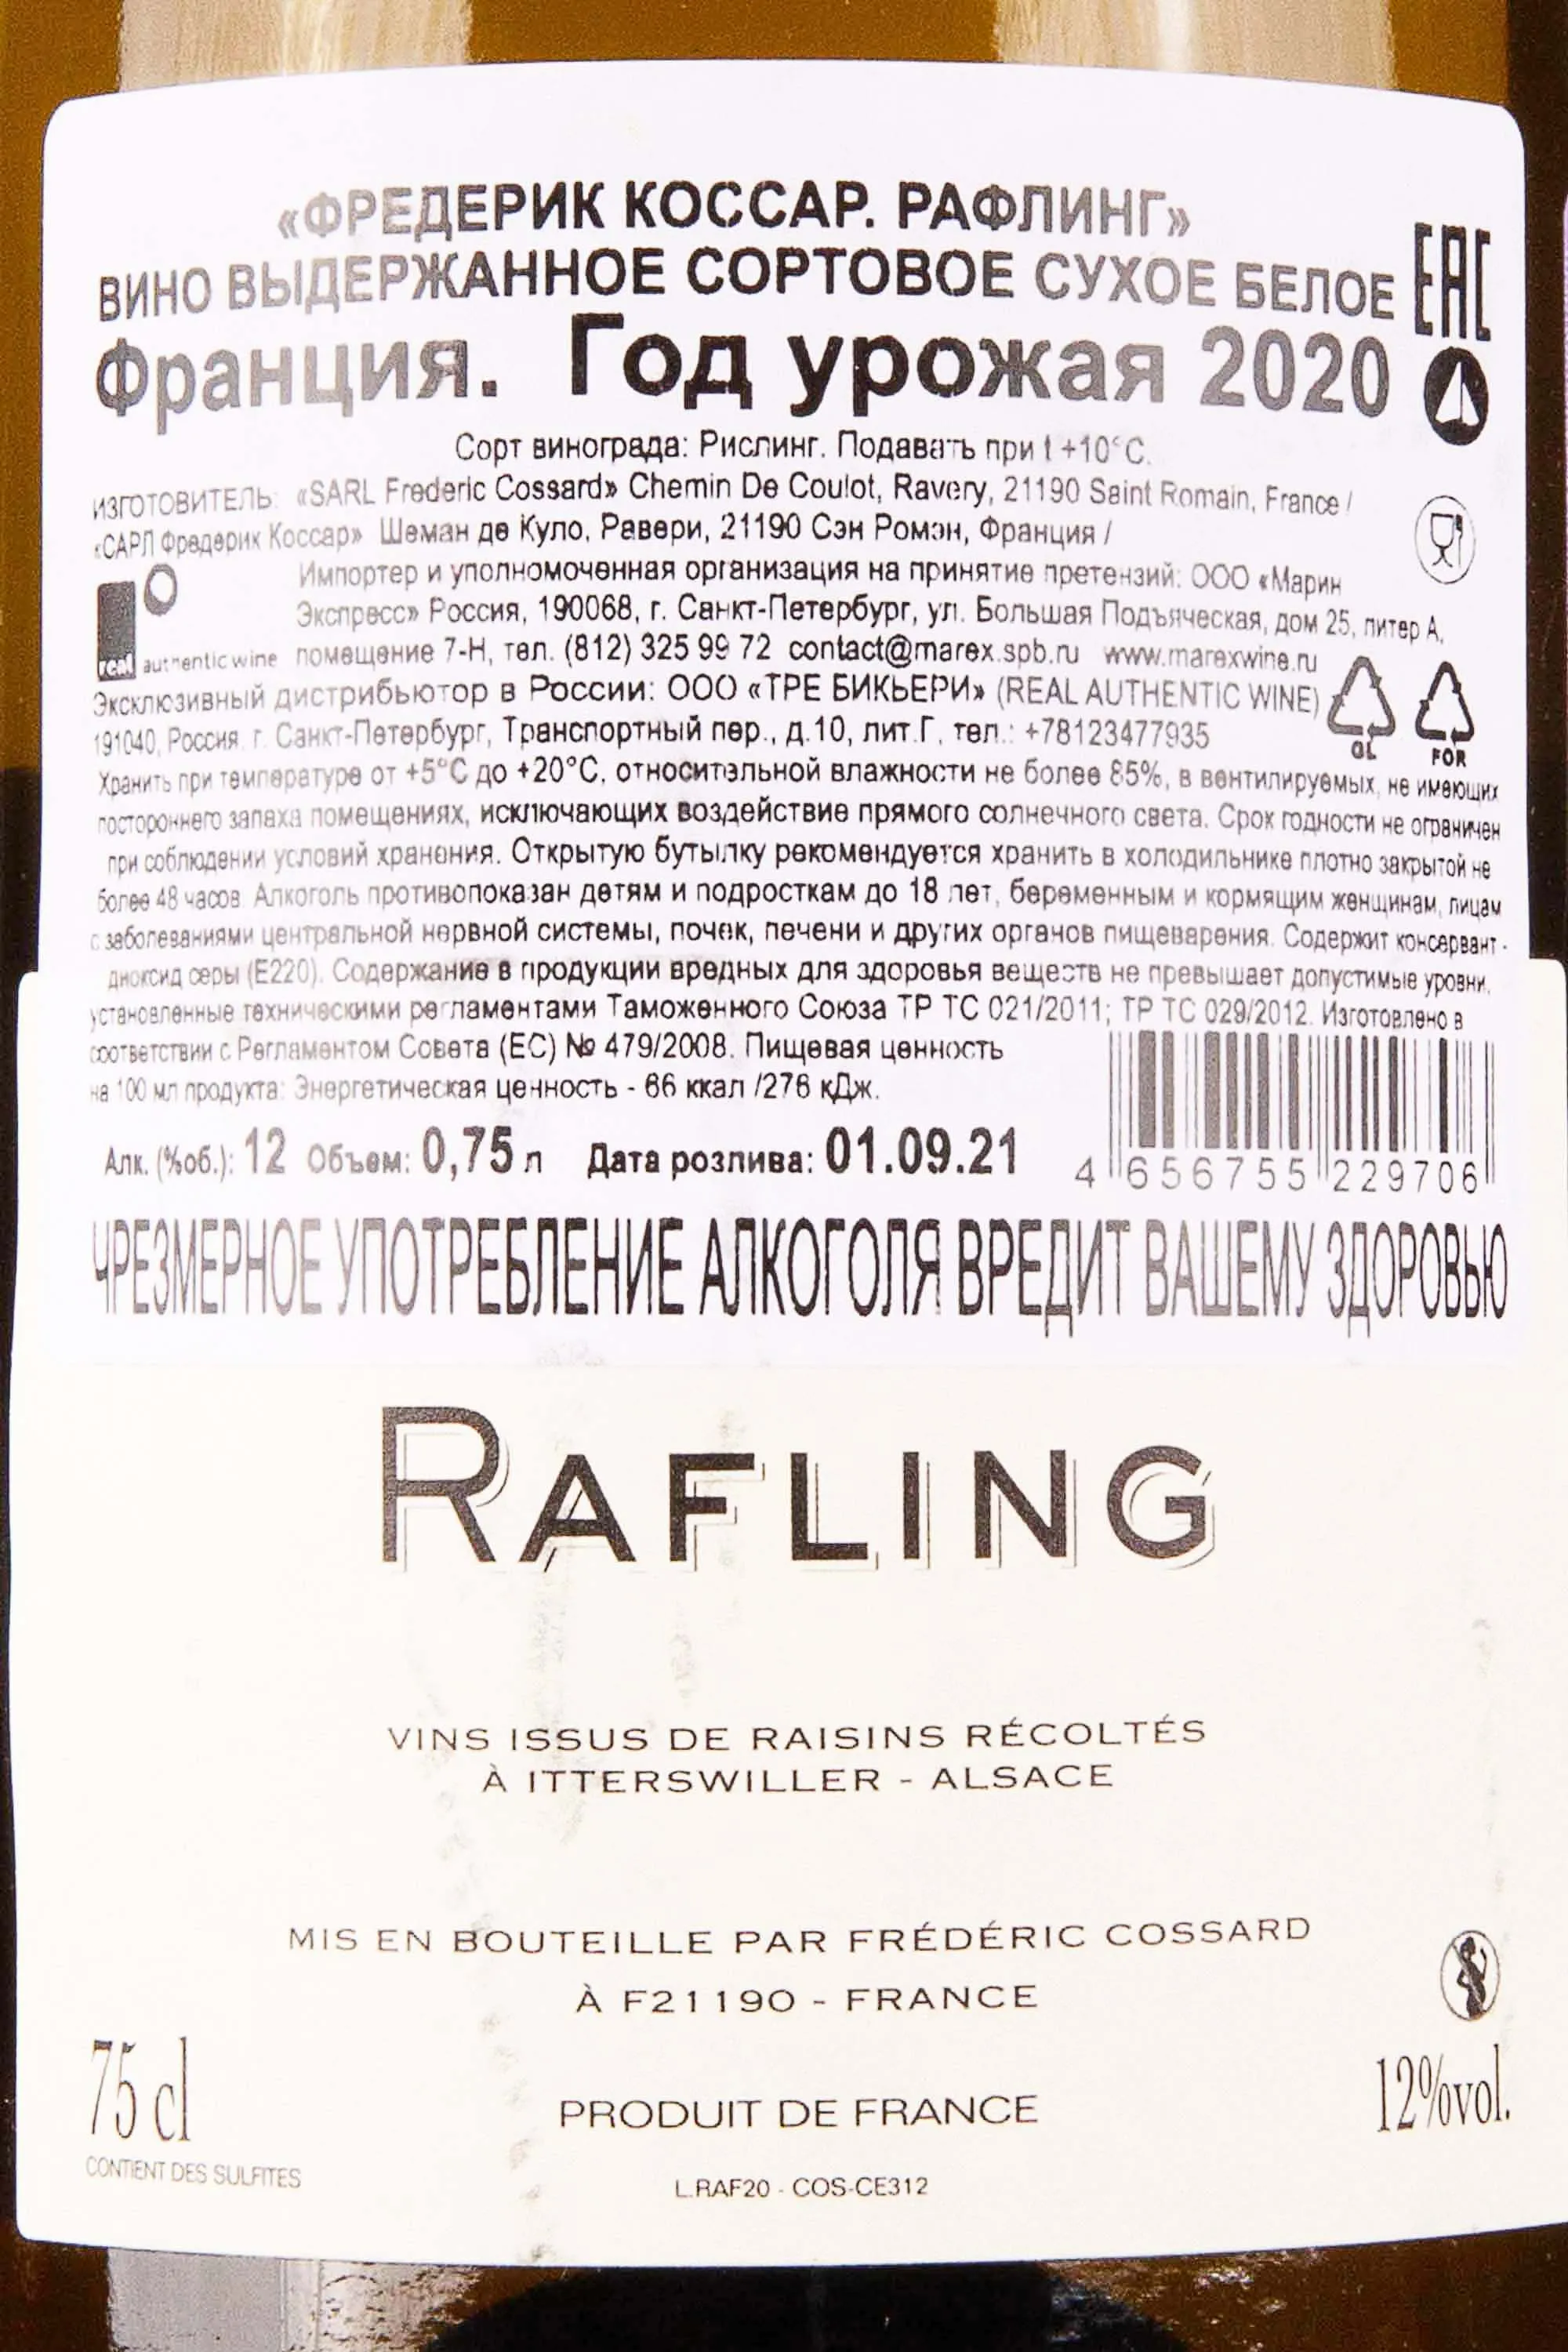 «ФРЕДЕРИК КОССАР. РАФЛИНГ»
ВИНО ВЫДЕРЖАННОЕ СОРТОВОЕ СУХОЕ БЕЛОЕ
EAC
Франция. Год урожая 2020
Сорт винограда: Рислинг. Подавать при t +10°C.
ИЗГОТОВИТЕЛЬ: «SARL Frederic Cossard» Chemin De Coulot, Ravery, 21190 Saint Romain, France /
«САРЛ Фредерик Коссар» Шеман де Куло, Равери, 21190 Сэн Ромэн, Франция /
Импортер и уполномоченная организация на принятие претензий: ООО «Марин
Экспресс» Россия, 190068, г. Санкт-Петербург, ул. Большая Подъяческая, дом 25, литер А,
real authentic wine помещение 7-Н, тел. (812) 325 99 72 contact@marex.spb.ru www.marexwine.ru
Эксклюзивный дистрибьютор в России: ООО «ТРЕ БИКЬЕРИ» (REAL AUTHENTIC WINE)
191040, Россия, г. Санкт-Петербург, Транспортный пер., д.10, лит.Г, тел.: +78123477935
GL FOR
Хранить при температуре от +5°C до +20°C, относительной влажности не более 85%, в вентилируемых, не имеющих
постороннего запаха помещениях, исключающих воздействие прямого солнечного света. Срок годности не ограничен
при соблюдении условий хранения. Открытую бутылку рекомендуется хранить в холодильнике плотно закрытой не
более 48 часов. Алкоголь противопоказан детям и подросткам до 18 лет, беременным и кормящим женщинам, лицам
с заболеваниями центральной нервной системы, почек, печени и других органов пищеварения. Содержит консервант -
диоксид серы (E220). Содержание в продукции вредных для здоровья веществ не превышает допустимые уровни,
установленные техническими регламентами Таможенного Союза ТР ТС 021/2011; ТР ТС 029/2012. Изготовлено в
соответствии с Регламентом Совета (ЕС) № 479/2008. Пищевая ценность
на 100 мл продукта: Энергетическая ценность - 66 ккал /276 кДж.
Алк. (%об.): 12 Объем: 0,75 л Дата розлива: 01.09.21
4 656755 229706
ЧРЕЗМЕРНОЕ УПОТРЕБЛЕНИЕ АЛКОГОЛЯ ВРЕДИТ ВАШЕМУ ЗДОРОВЬЮ
RAFLING
VINS ISSUS DE RAISINS RÉCOLTÉS
À ITTERSWILLER - ALSACE
MIS EN BOUTEILLE PAR FRÉDÉRIC COSSARD
À F21190 - FRANCE
75 cl
12%vol.
PRODUIT DE FRANCE
CONTIENT DES SULFITES
L.RAF20 - COS-CE312